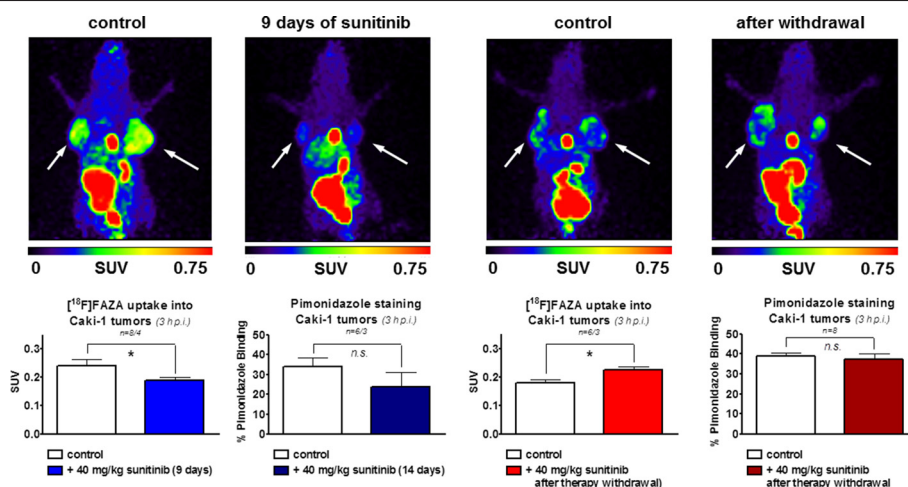 control
9 days of sunitinib
control
after withdrawal
0 SUV 0.75
0 SUV 0.75
0 SUV 0.75
0 SUV 0.75
[¹⁸F]FAZA uptake into
Caki-1 tumors (3 h p.i.)
n=8/4
*
0.3
0.2
0.1
0.0
SUV
control
+ 40 mg/kg sunitinib (9 days)
Pimonidazole staining
Caki-1 tumors (3 h p.i.)
n=6/3
n.s.
50
40
30
20
10
0
% Pimonidazole Binding
control
+ 40 mg/kg sunitinib (14 days)
[¹⁸F]FAZA uptake into
Caki-1 tumors (3 h p.i.)
n=6/3
*
0.3
0.2
0.1
0.0
SUV
control
+ 40 mg/kg sunitinib
after therapy withdrawal)
Pimonidazole staining
Caki-1 tumors (3 h p.i.)
n=8
n.s.
50
40
30
20
10
0
% Pimonidazole Binding
control
+ 40 mg/kg sunitinib
after therapy withdrawal)